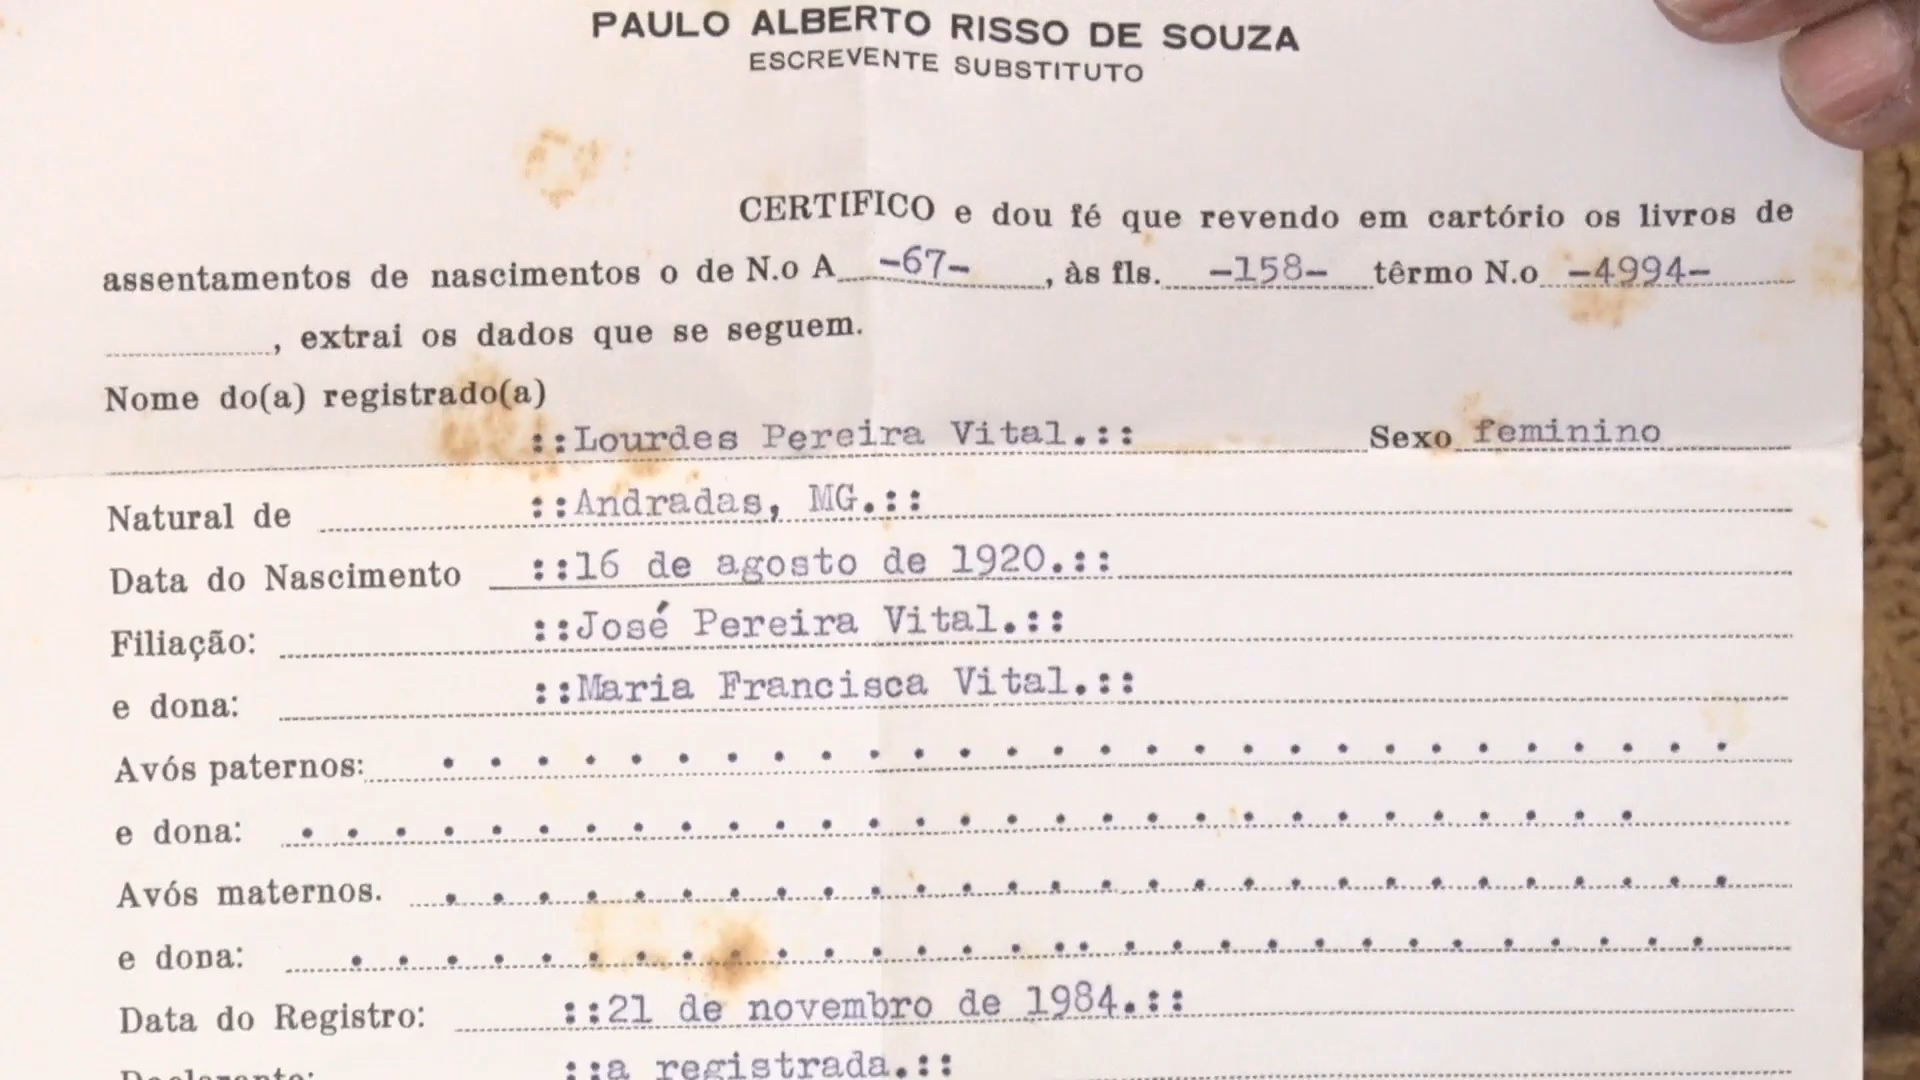 PAULO ALBERTO RISSO DE SOUZA
ESCREVENTE SUBSTITUTO
CERTIFICO e dou fé que revendo em cartório os livros de
assentamentos de nascimentos o de N.o A -67- , às fls. -158- têrmo N.o -4994-
, extrai os dados que se seguem.
Nome do(a) registrado(a)
::Lourdes Pereira Vital.:: Sexo feminino
Natural de ::Andradas, MG.::
Data do Nascimento ::16 de agosto de 1920.::
Filiação: ::José Pereira Vital.::
e dona: ::Maria Francisca Vital.::
Avós paternos:
e dona:
Avós maternos.
e dona:
Data do Registro: ::21 de novembro de 1984.::
Declarante: ::a registrada.::